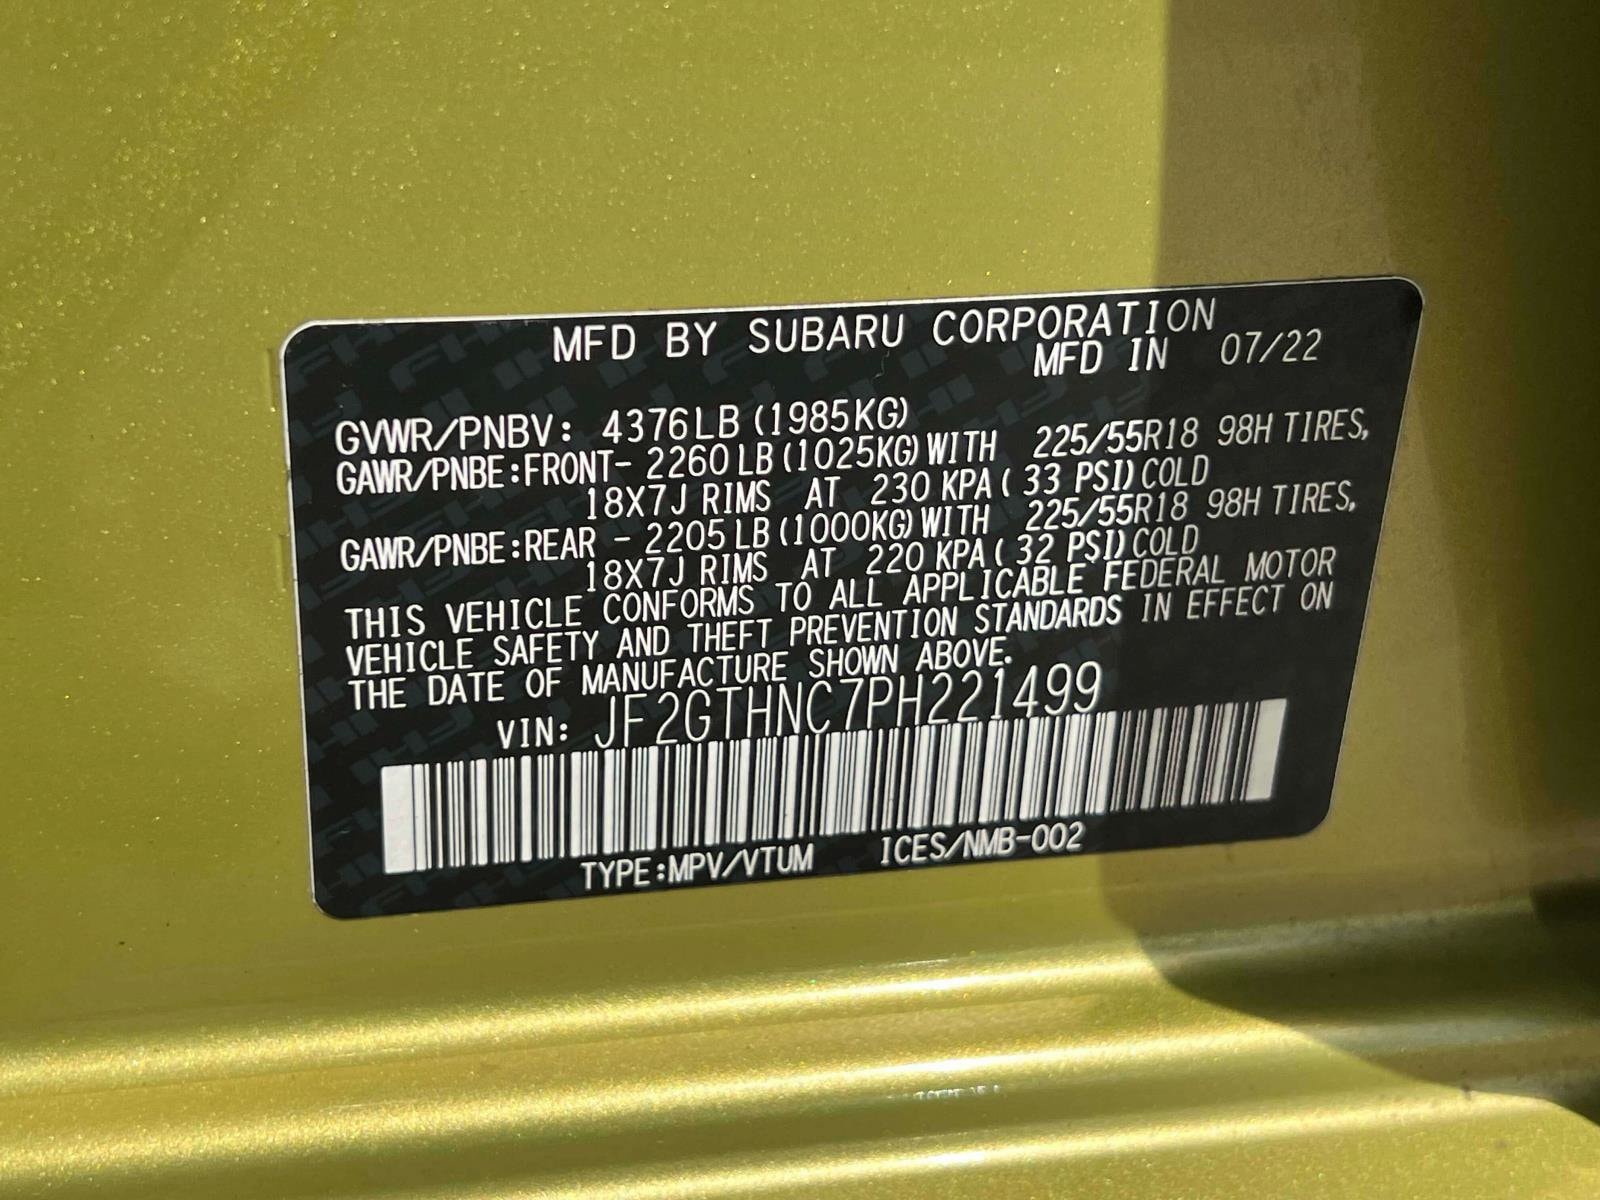 MFD BY SUBARU CORPORATION
MFD IN 07/22
GVWR/PNBV: 4376LB (1985KG)
GAWR/PNBE:FRONT- 2260 LB (1025KG) WITH 225/55R18 98H TIRES,
18X7J RIMS AT 230 KPA ( 33 PSI) COLD
GAWR/PNBE:REAR - 2205 LB (1000KG) WITH 225/55R18 98H TIRES,
18X7J RIMS AT 220 KPA ( 32 PSI) COLD
THIS VEHICLE CONFORMS TO ALL APPLICABLE FEDERAL MOTOR
VEHICLE SAFETY AND THEFT PREVENTION STANDARDS IN EFFECT ON
THE DATE OF MANUFACTURE SHOWN ABOVE.
VIN: JF2GTHNC7PH221499
TYPE:MPV/VTUM ICES/NMB-002